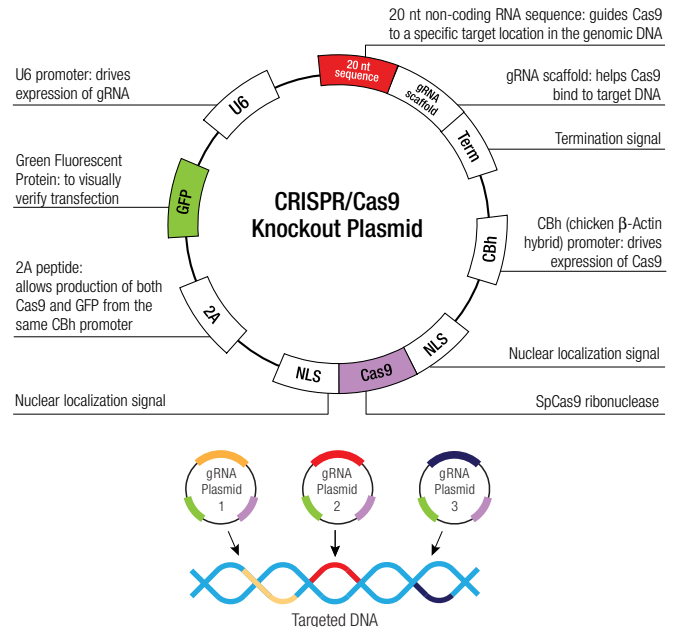 20 nt non-coding RNA sequence: guides Cas9
to a specific target location in the genomic DNA
U6 promoter: drives
expression of gRNA
gRNA scaffold: helps Cas9
bind to target DNA
Termination signal
Green Fluorescent
Protein: to visually
verify transfection
CBh (chicken β-Actin
hybrid) promoter: drives
expression of Cas9
2A peptide:
allows production of both
Cas9 and GFP from the
same CBh promoter
Nuclear localization signal
Nuclear localization signal
SpCas9 ribonuclease
CRISPR/Cas9
Knockout Plasmid
20 nt
sequence
gRNA
scaffold
Term
CBh
NLS
Cas9
NLS
2A
GFP
U6
gRNA
Plasmid
1
gRNA
Plasmid
2
gRNA
Plasmid
3
Targeted DNA